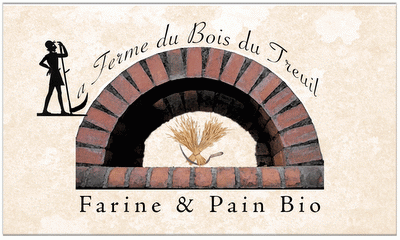 La Ferme du Bois du Treuil
Farine & Pain Bio